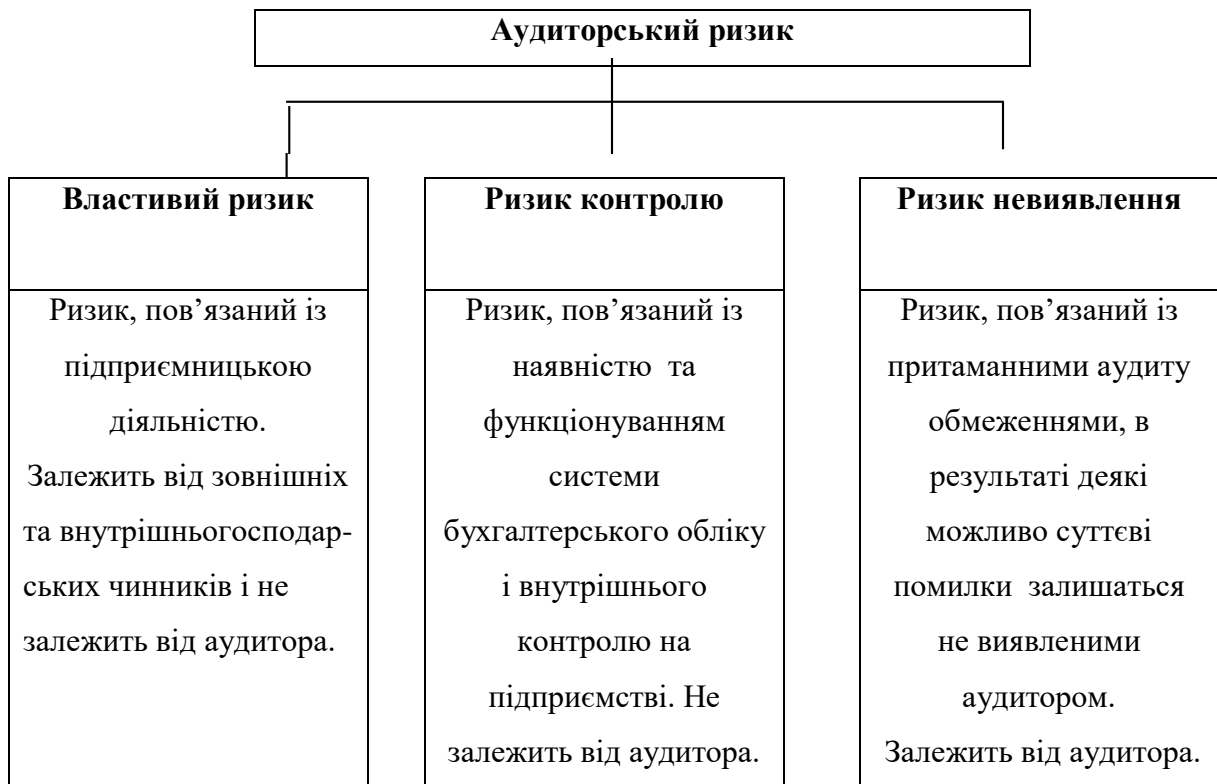 Аудиторський ризик
Властивий ризик
Ризик, пов’язаний із
підприємницькою
діяльністю.
Залежить від зовнішніх
та внутрішньогосподар-
ських чинників і не
залежить від аудитора.
Ризик контролю
Ризик, пов’язаний із
наявністю та
функціонуванням
системи
бухгалтерського обліку
і внутрішнього
контролю на
підприємстві. Не
залежить від аудитора.
Ризик невиявлення
Ризик, пов’язаний із
притаманними аудиту
обмеженнями, в
результаті деякі
можливо суттєві
помилки залишаться
не виявленими
аудитором.
Залежить від аудитора.